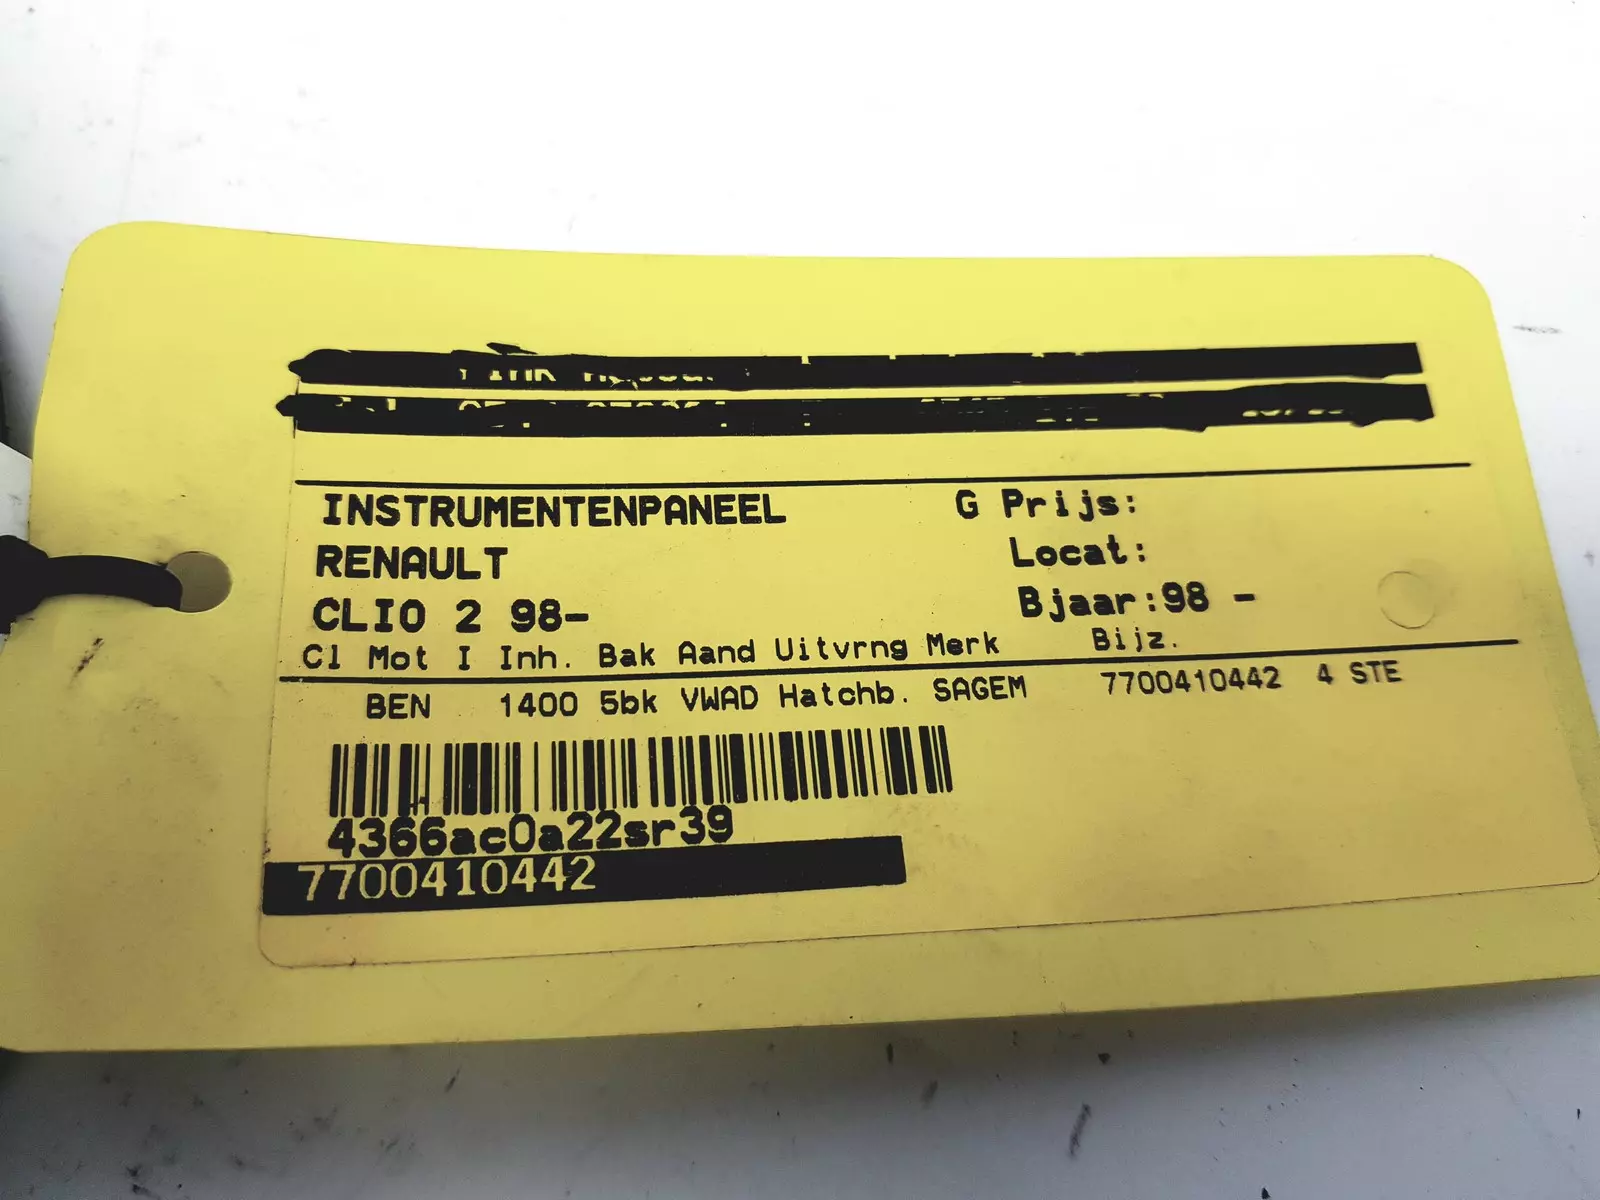 INSTRUMENTENPANEEL G Prijs:
RENAULT Locat:
CLIO 2 98- Bjaar:98 -
Cl Mot I Inh. Bak Aand Uitvrng Merk Bijz.
BEN 1400 5bk VWAD Hatchb. SAGEM 7700410442 4 STE
4366ac0a22sr39
7700410442